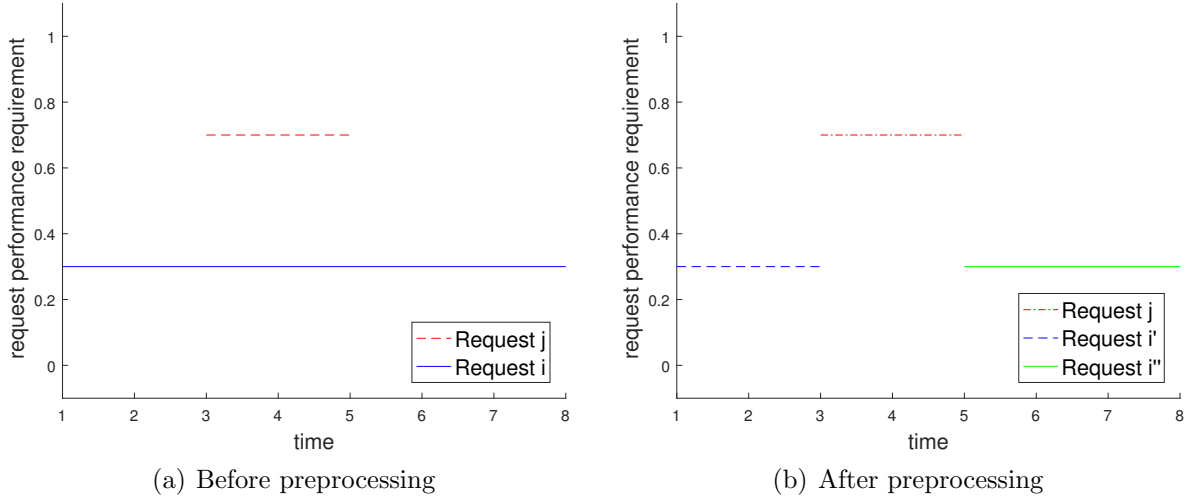 request performance requirement
1
0.8
0.6
0.4
0.2
0
1 2 3 4 5 6 7 8
time
Request j
Request i
(a) Before preprocessing
request performance requirement
1
0.8
0.6
0.4
0.2
0
1 2 3 4 5 6 7 8
time
Request j
Request i'
Request i''
(b) After preprocessing